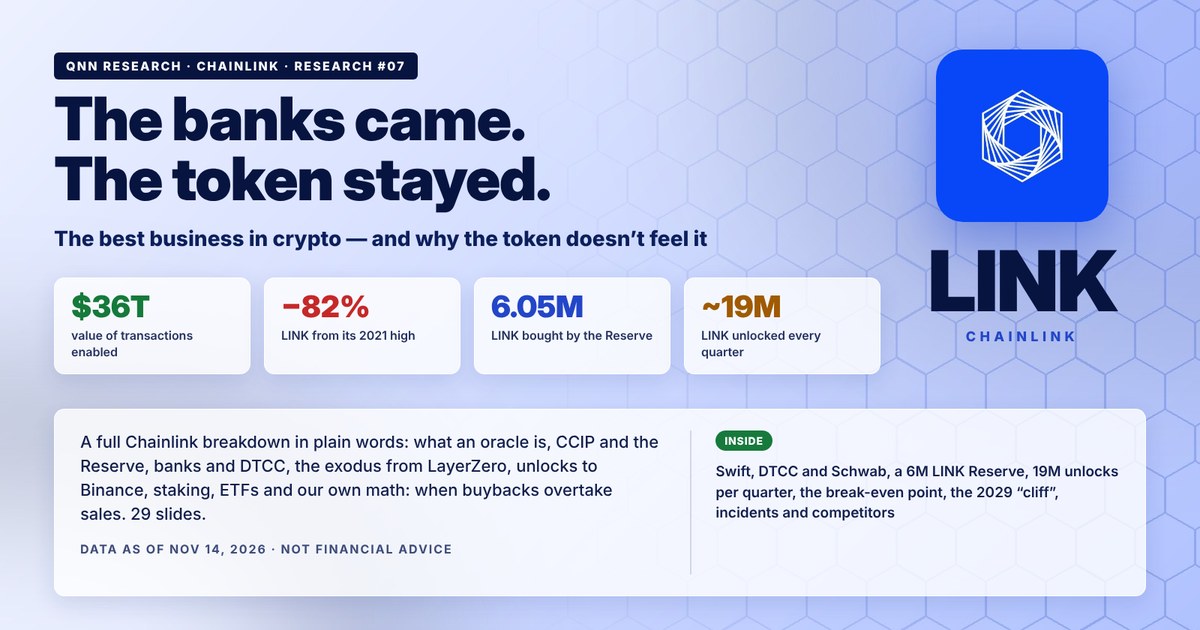 QNN RESEARCH · CHAINLINK · RESEARCH #07
The banks came.
The token stayed.
The best business in crypto — and why the token doesn’t feel it
$36T
value of transactions
enabled
−82%
LINK from its 2021 high
6.05M
LINK bought by the Reserve
~19M
LINK unlocked every
quarter
LINK
CHAINLINK
A full Chainlink breakdown in plain words: what an oracle is, CCIP and the
Reserve, banks and DTCC, the exodus from LayerZero, unlocks to
Binance, staking, ETFs and our own math: when buybacks overtake
sales. 29 slides.
DATA AS OF NOV 14, 2026 · NOT FINANCIAL ADVICE
INSIDE
Swift, DTCC and Schwab, a 6M LINK Reserve, 19M unlocks
per quarter, the break-even point, the 2029 “cliff”,
incidents and competitors